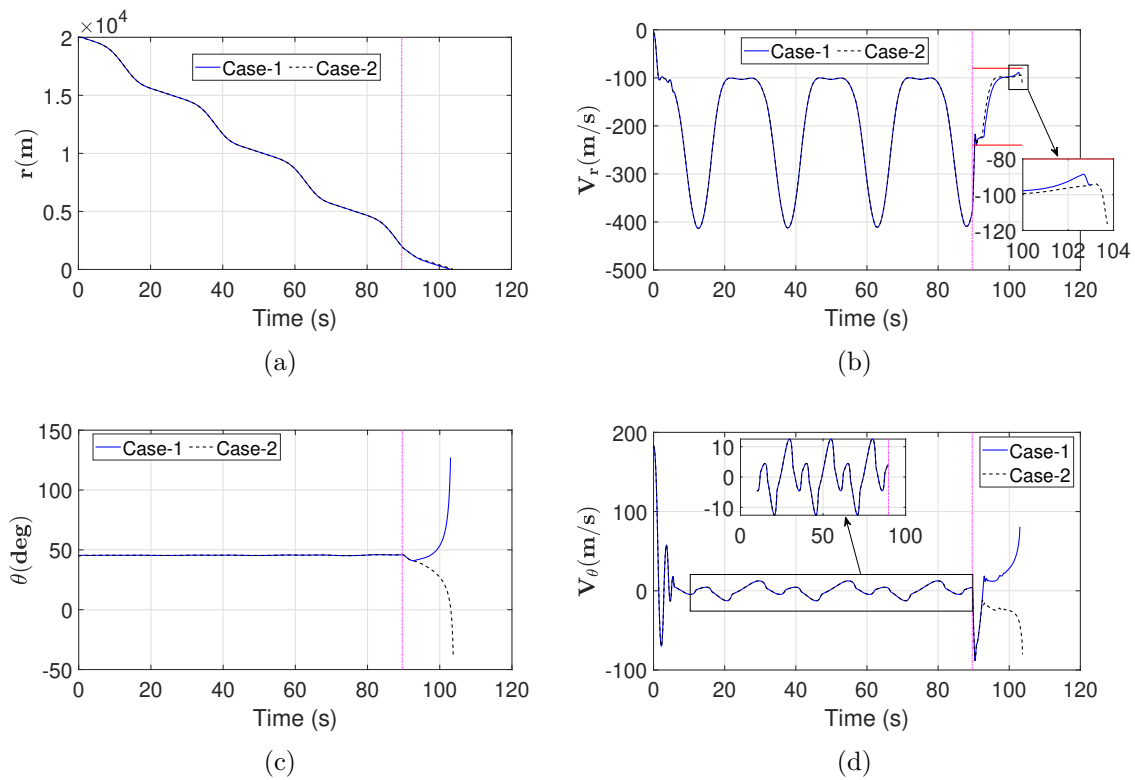 ×10⁴
2
1.5
1
0.5
0
r(m)
Case-1 Case-2
0 20 40 60 80 100 120
Time (s)
(a)
0
-100
-200
-300
-400
-500
V_r(m/s)
Case-1 Case-2
-80
-100
-120
100 102 104
0 20 40 60 80 100 120
Time (s)
(b)
150
100
50
0
-50
θ(deg)
Case-1 Case-2
0 20 40 60 80 100 120
Time (s)
(c)
200
100
0
-100
V_θ(m/s)
10
0
-10
0 50 100
Case-1
Case-2
0 20 40 60 80 100 120
Time (s)
(d)